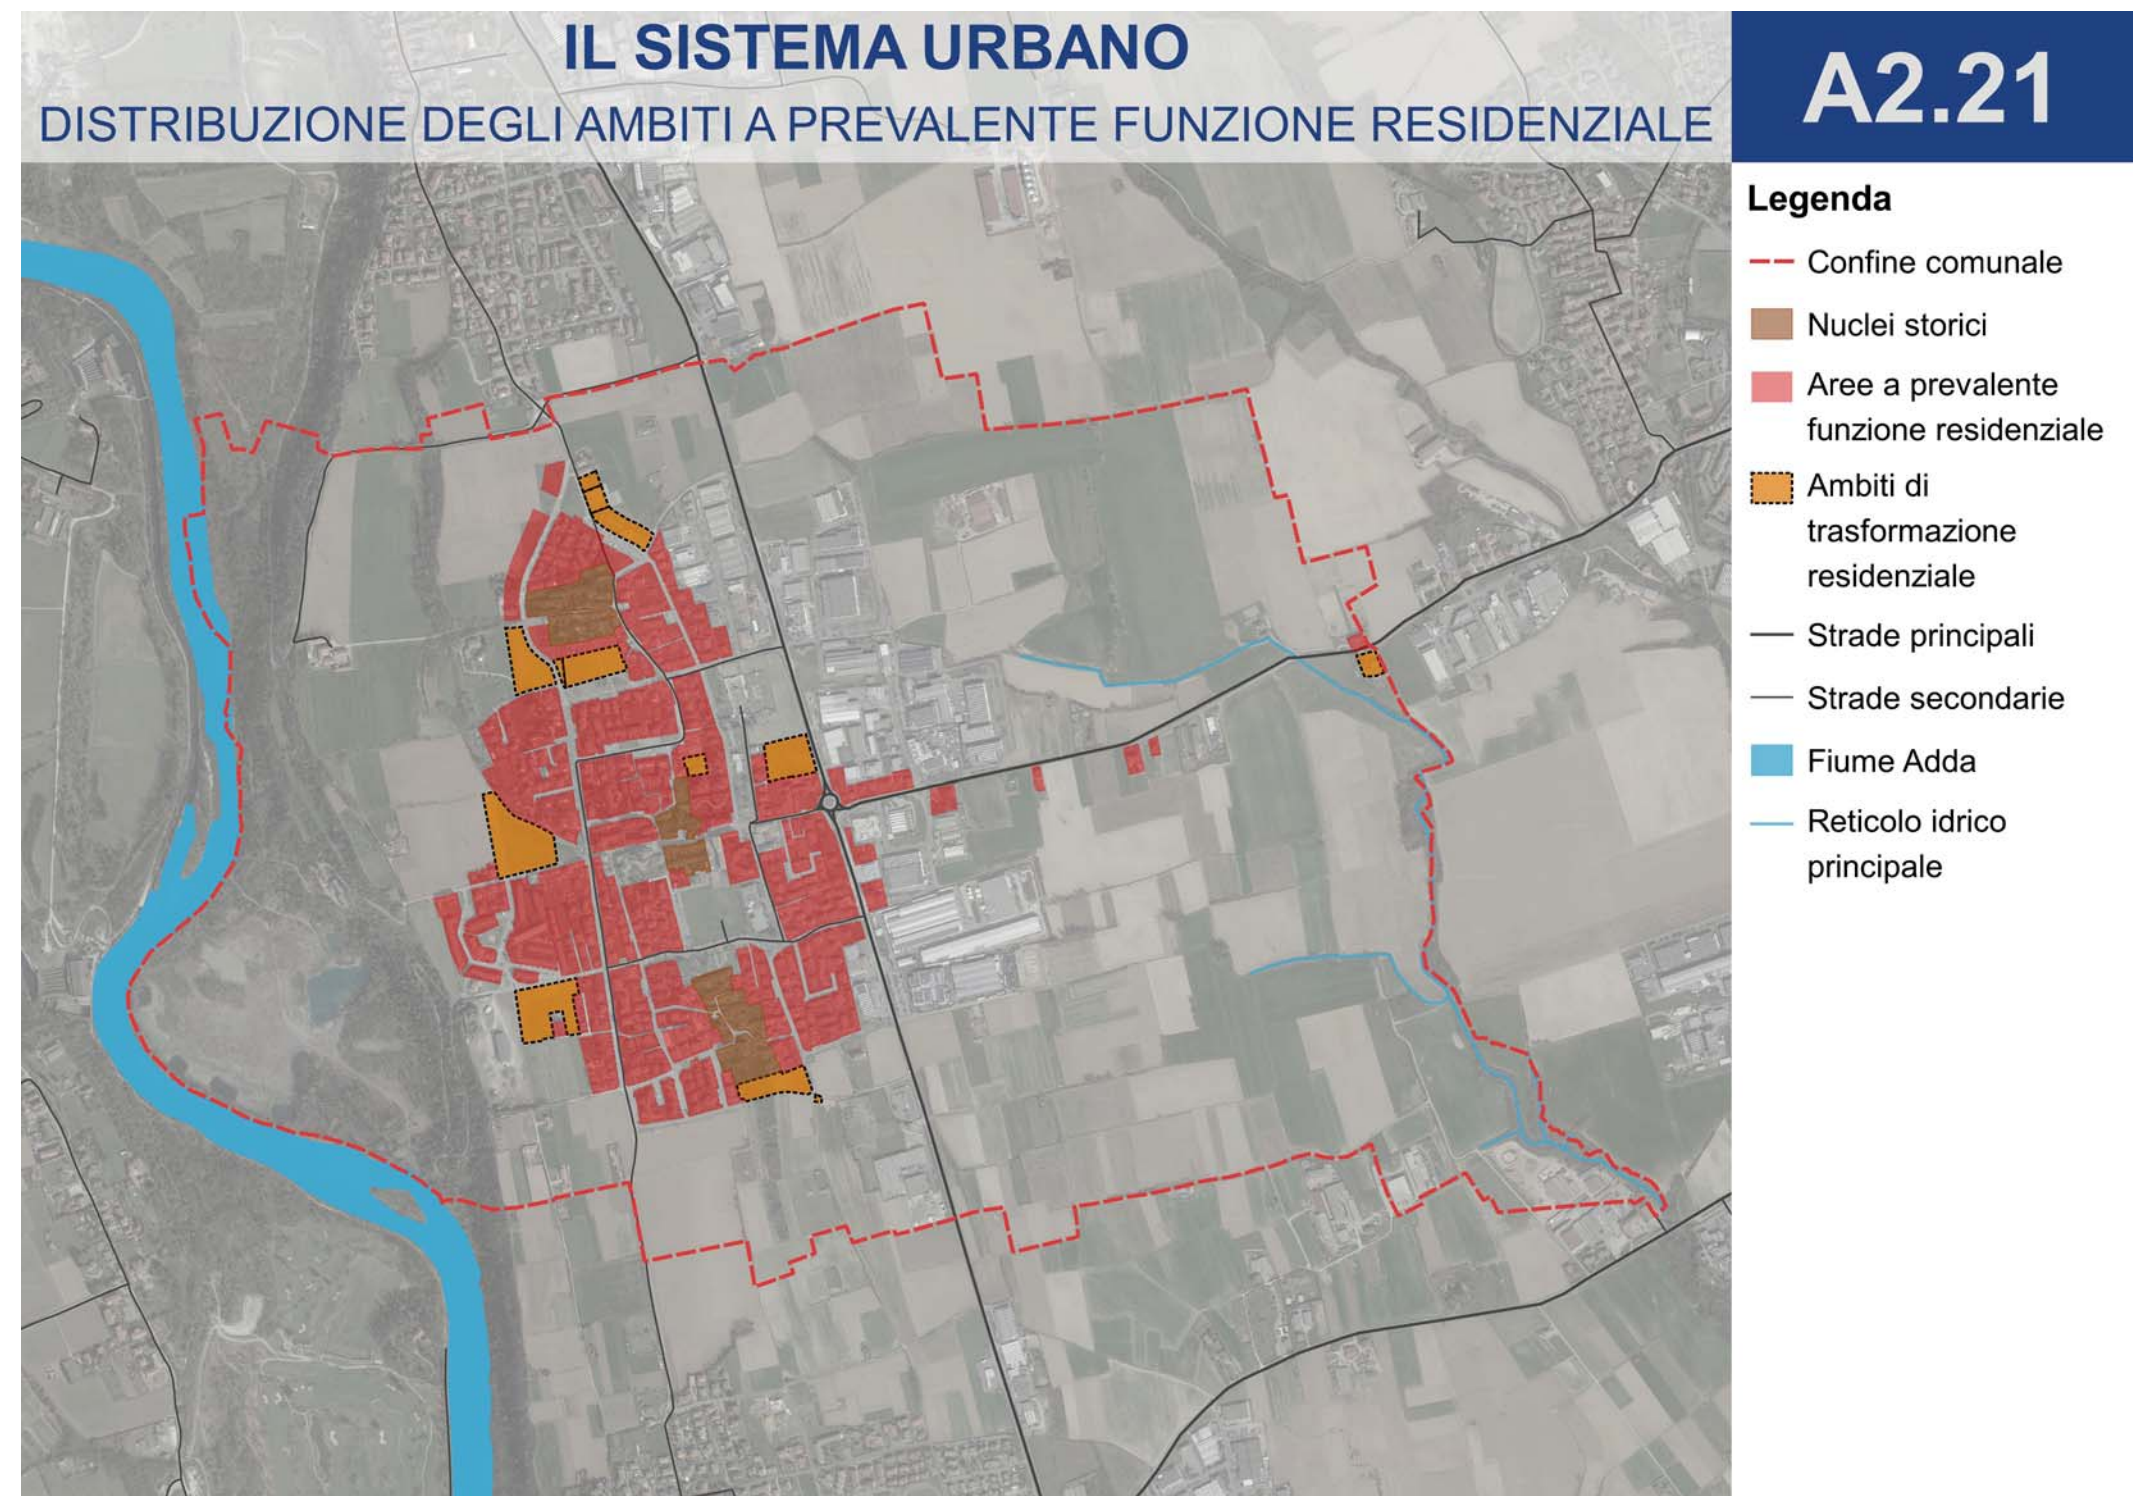 IL SISTEMA URBANO
DISTRIBUZIONE DEGLI AMBITI A PREVALENTE FUNZIONE RESIDENZIALE
A2.21
Legenda
Confine comunale
Nuclei storici
Aree a prevalente
funzione residenziale
Ambiti di
trasformazione
residenziale
Strade principali
Strade secondarie
Fiume Adda
Reticolo idrico
principale